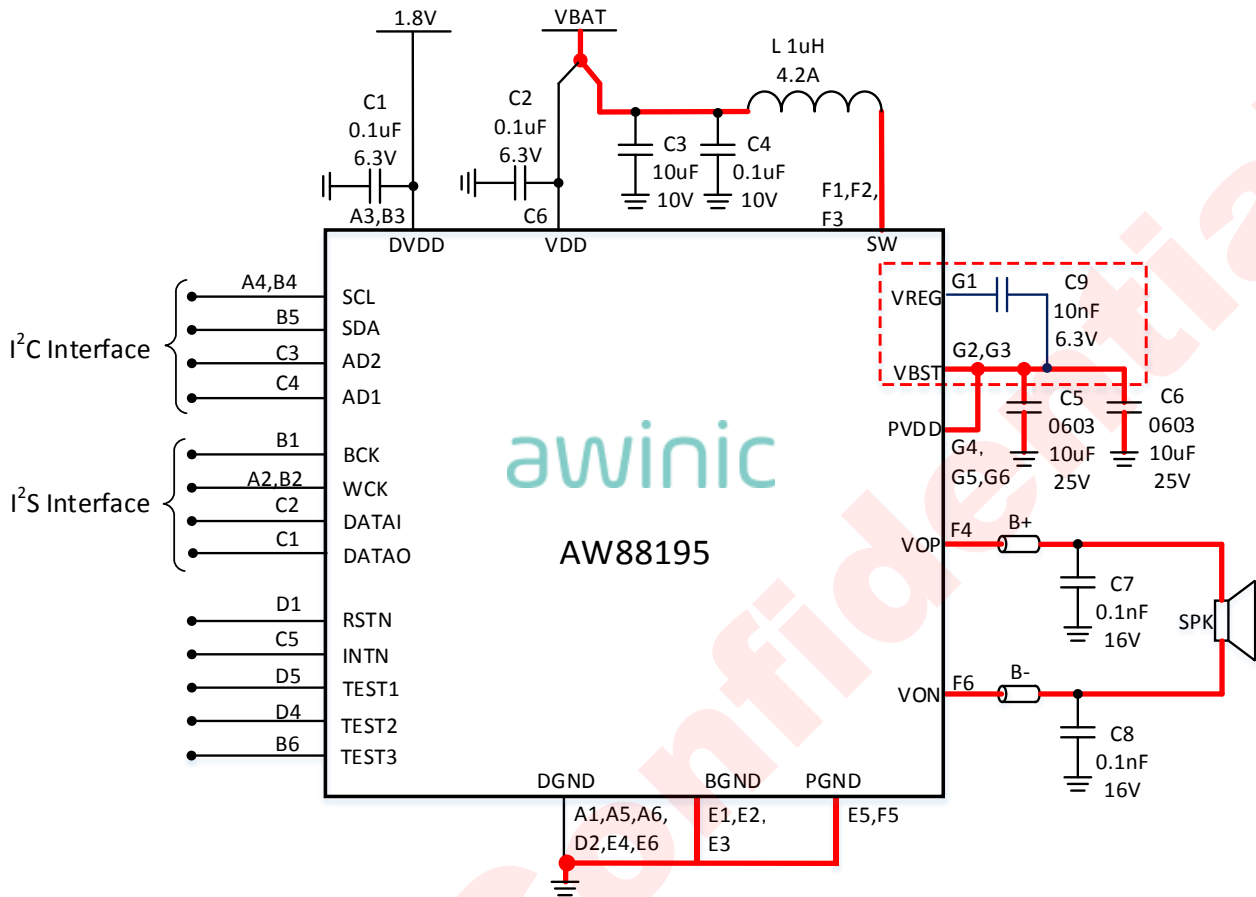 1.8V
VBAT
L 1uH
4.2A
C1
0.1uF
6.3V
C2
0.1uF
6.3V
C3
10uF
10V
C4
0.1uF
10V
A3,B3
C6
F1,F2,
F3
DVDD
VDD
SW
I²C Interface
A4,B4
SCL
B5
SDA
C3
AD2
C4
AD1
I²S Interface
B1
BCK
A2,B2
WCK
C2
DATAI
C1
DATAO
D1
RSTN
C5
INTN
D5
TEST1
D4
TEST2
B6
TEST3
awinic
AW88195
VREG
G1
C9
10nF
6.3V
VBST
G2,G3
PVDD
G4,
G5,G6
C5
0603
10uF
25V
C6
0603
10uF
25V
VOP
F4
B+
C7
0.1nF
16V
SPK
VON
F6
B-
C8
0.1nF
16V
DGND
BGND
PGND
A1,A5,A6,
D2,E4,E6
E1,E2,
E3
E5,F5
Confidential